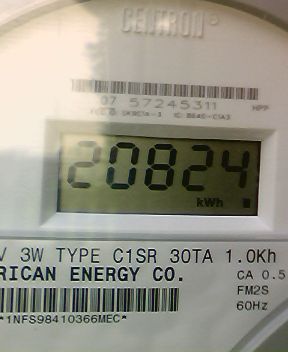 CENTRON®
07 57245311 HPP
20824
kWh
V 3W TYPE C1SR 30TA 1.0Kh
RICAN ENERGY CO.
CA 0.5
FM2S
60Hz
*1NFS98410366MEC*